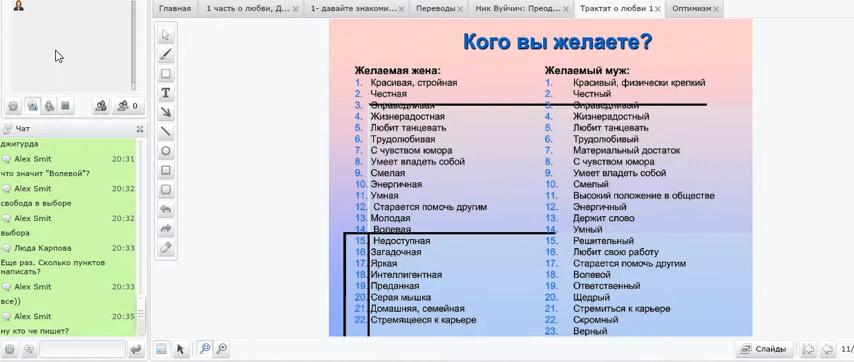 Главная
1 часть о любви, Д...
1- давайте знакоми...
Переводы
Ник Вуйчич: Преод...
Трактат о любви 1
Оптимизм
0
Чат
джигурда
Alex Smit 20:31
что значит "Волевой"?
Alex Smit 20:32
свобода в выборе
Alex Smit 20:32
выбора
Люда Карпова 20:33
Еще раз. Сколько пунктов
написать?
Alex Smit 20:33
все))
Alex Smit 20:35
ну кто че пишет?
Кого вы желаете?
Желаемая жена:
1. Красивая, стройная
2. Честная
3. Справедливая
4. Жизнерадостная
5. Любит танцевать
6. Трудолюбивая
7. С чувством юмора
8. Умеет владеть собой
9. Смелая
10. Энергичная
11. Умная
12. Старается помочь другим
13. Молодая
14. Волевая
15. Недоступная
16. Загадочная
17. Яркая
18. Интеллигентная
19. Преданная
20. Серая мышка
21. Домашняя, семейная
22. Стремящееся к карьере
Желаемый муж:
1. Красивый, физически крепкий
2. Честный
3. Справедливый
4. Жизнерадостный
5. Любит танцевать
6. Трудолюбивый
7. Материальный достаток
8. С чувством юмора
9. Умеет владеть собой
10. Смелый
11. Высокий положение в обществе
12. Энергичный
13. Держит слово
14. Умный
15. Решительный
16. Любит свою работу
17. Старается помочь другим
18. Волевой
19. Ответственный
20. Щедрый
21. Стремиться к карьере
22. Скромный
23. Верный
Слайды
11/